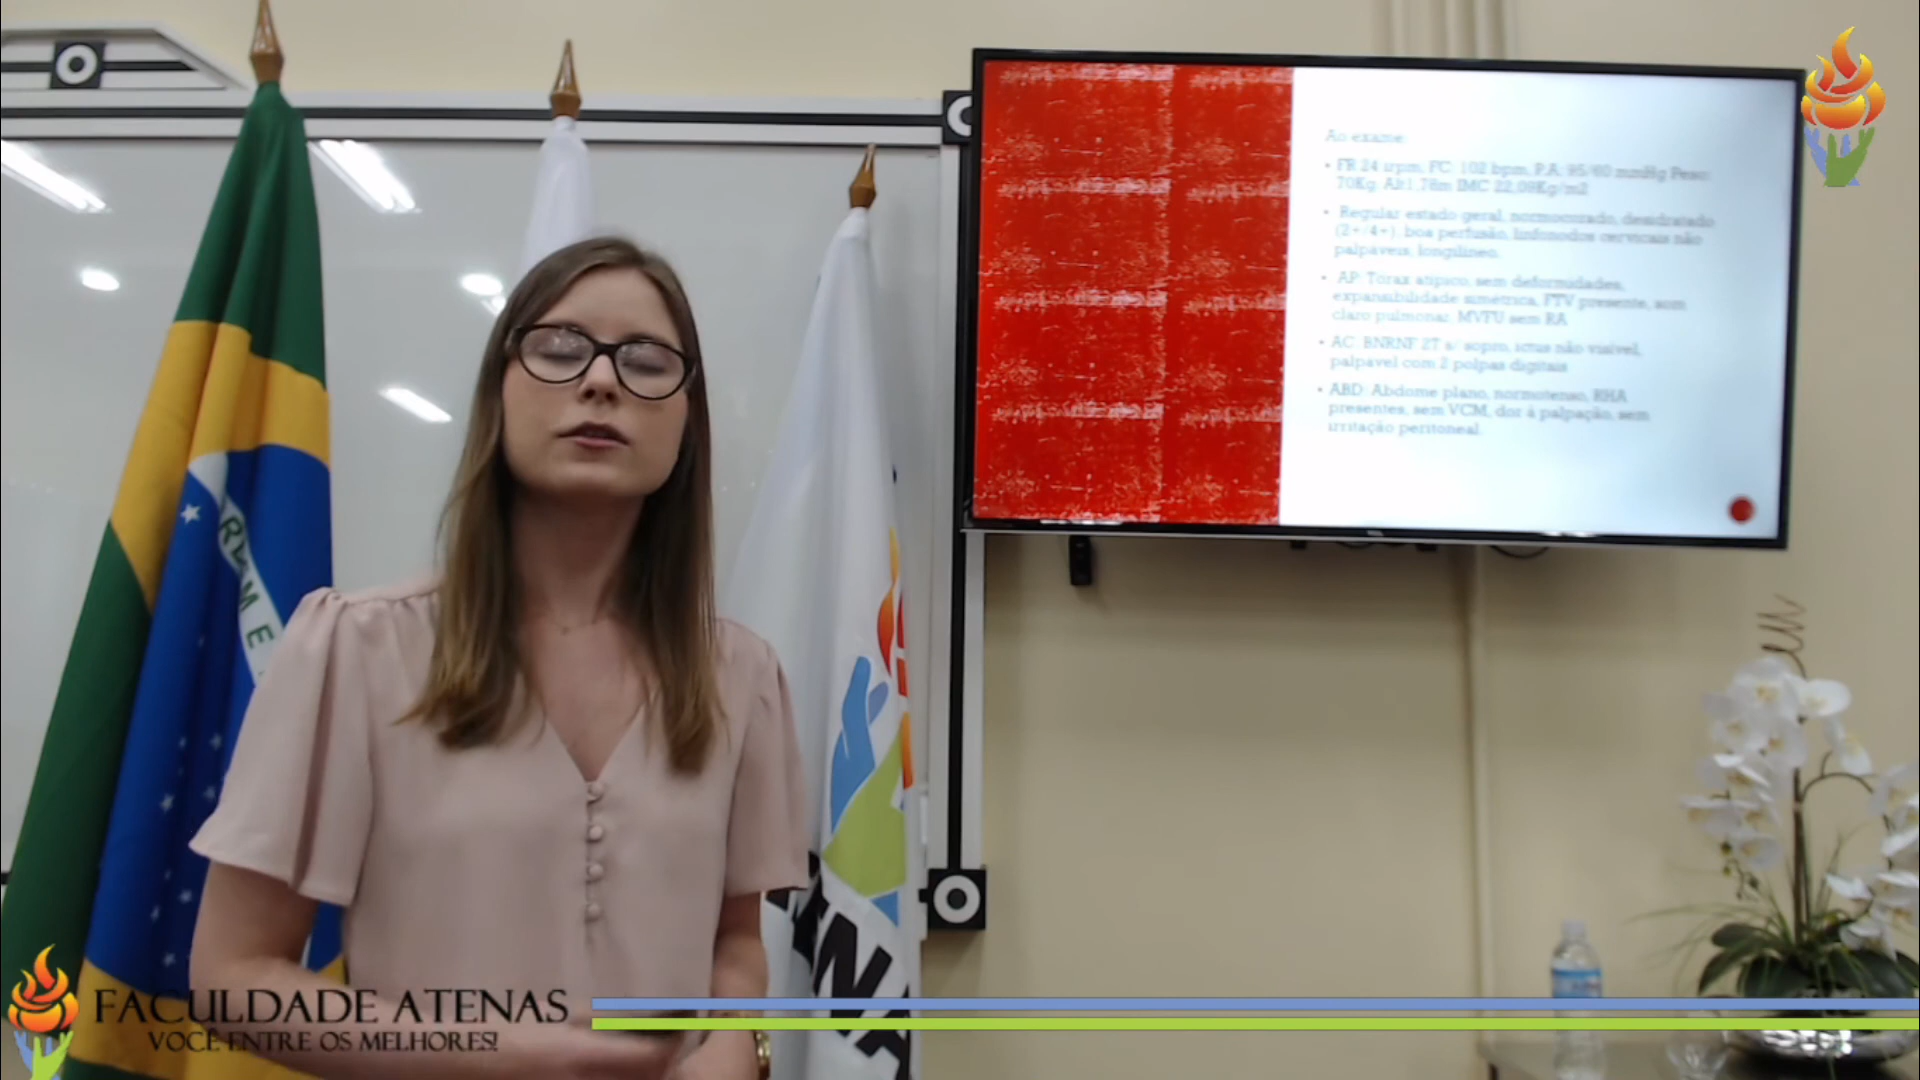 Ao exame:
• FR 24 irpm, FC: 102 bpm, P.A: 95/60 mmHg Peso:
70Kg. Alt 1,78m IMC 22,09Kg/m2
• Regular estado geral, normocorado, desidratado
(2+/4+), boa perfusão, linfonodos cervicais não
palpáveis, longilíneo.
• AP: Tórax atípico, sem deformidades,
expansibilidade simétrica, FTV presente, som
claro pulmonar, MVFU sem RA
• AC: BNRNF 2T s/ sopro, ictus não visível,
palpável com 2 polpas digitais
• ABD: Abdome plano, normotenso, RHA
presentes, sem VCM, dor à palpação, sem
irritação peritoneal.
R
M E
ENA
FACULDADE ATENAS
VOCÊ ENTRE OS MELHORES!